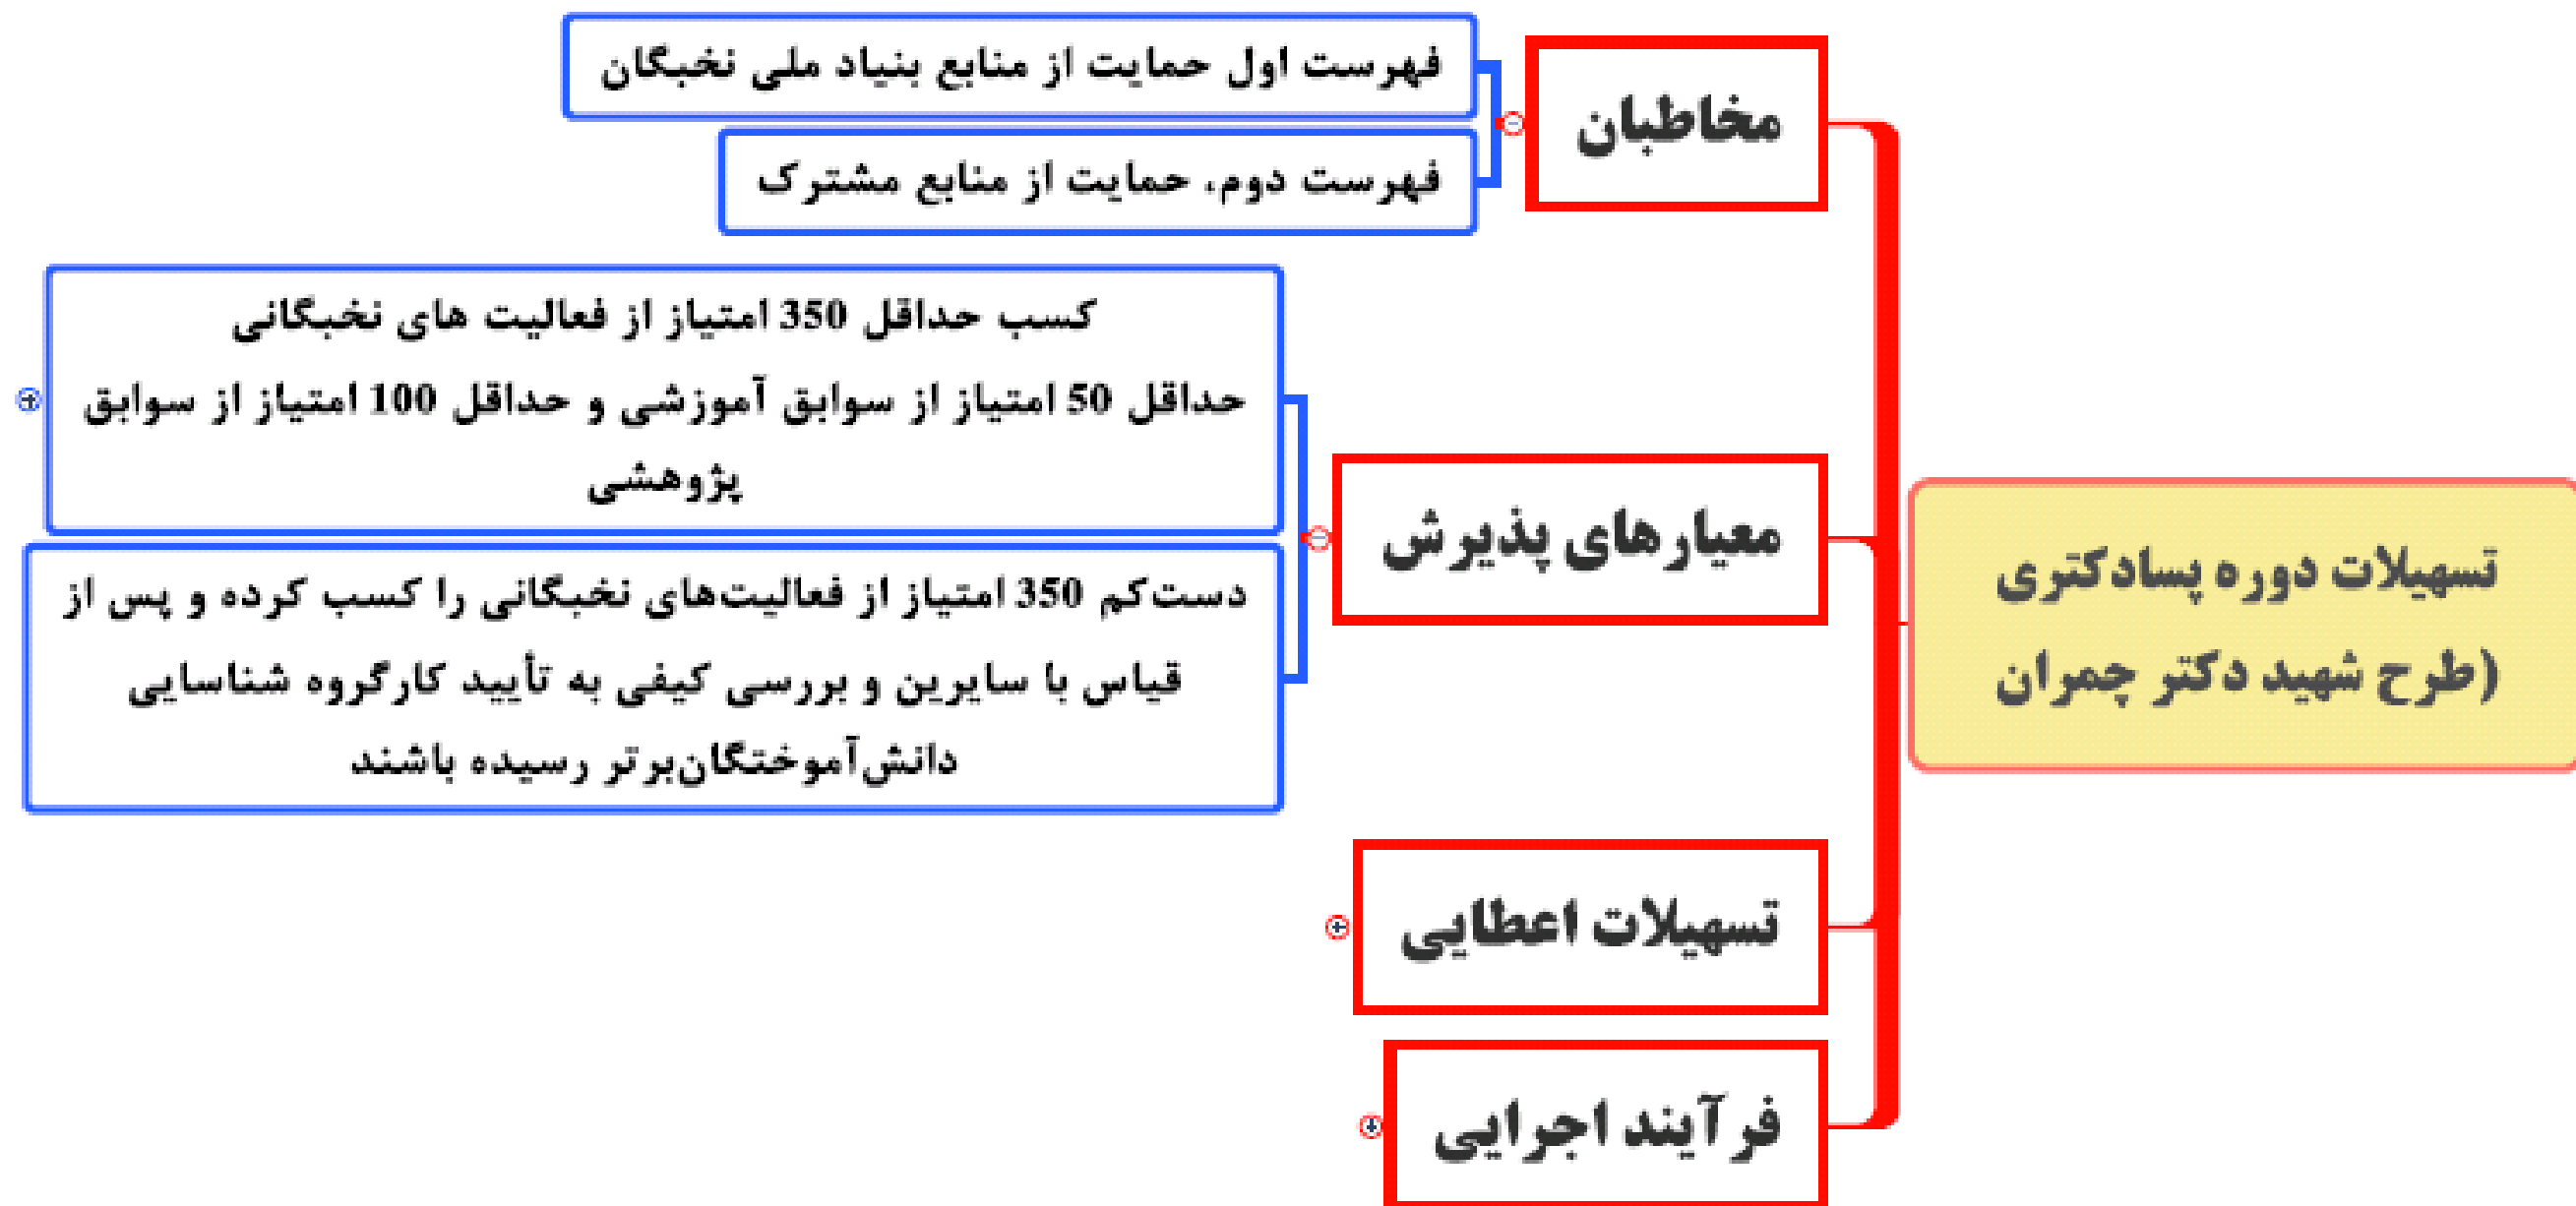 تسهیلات دوره پسادکتری
(طرح شهید دکتر چمران
مخاطبان
فهرست اول حمایت از منابع بنیاد ملی نخبگان
فهرست دوم. حمایت از منابع مشترک
معیارهای پذیرش
کسب حداقل 350 امتیاز از فعالیت های نخبگانی
حداقل 50 امتیاز از سوابق آموزشی و حداقل 100 امتیاز از سوابق
پژوهشی
دست‌کم 350 امتیاز از فعالیت‌های نخبگانی را کسب کرده و پس از
قیاس با سایرین و بررسی کیفی به تأیید کارگروه شناسایی
دانش‌آموختگان‌برتر رسیده باشند
تسهیلات اعطایی
فرآیند اجرایی